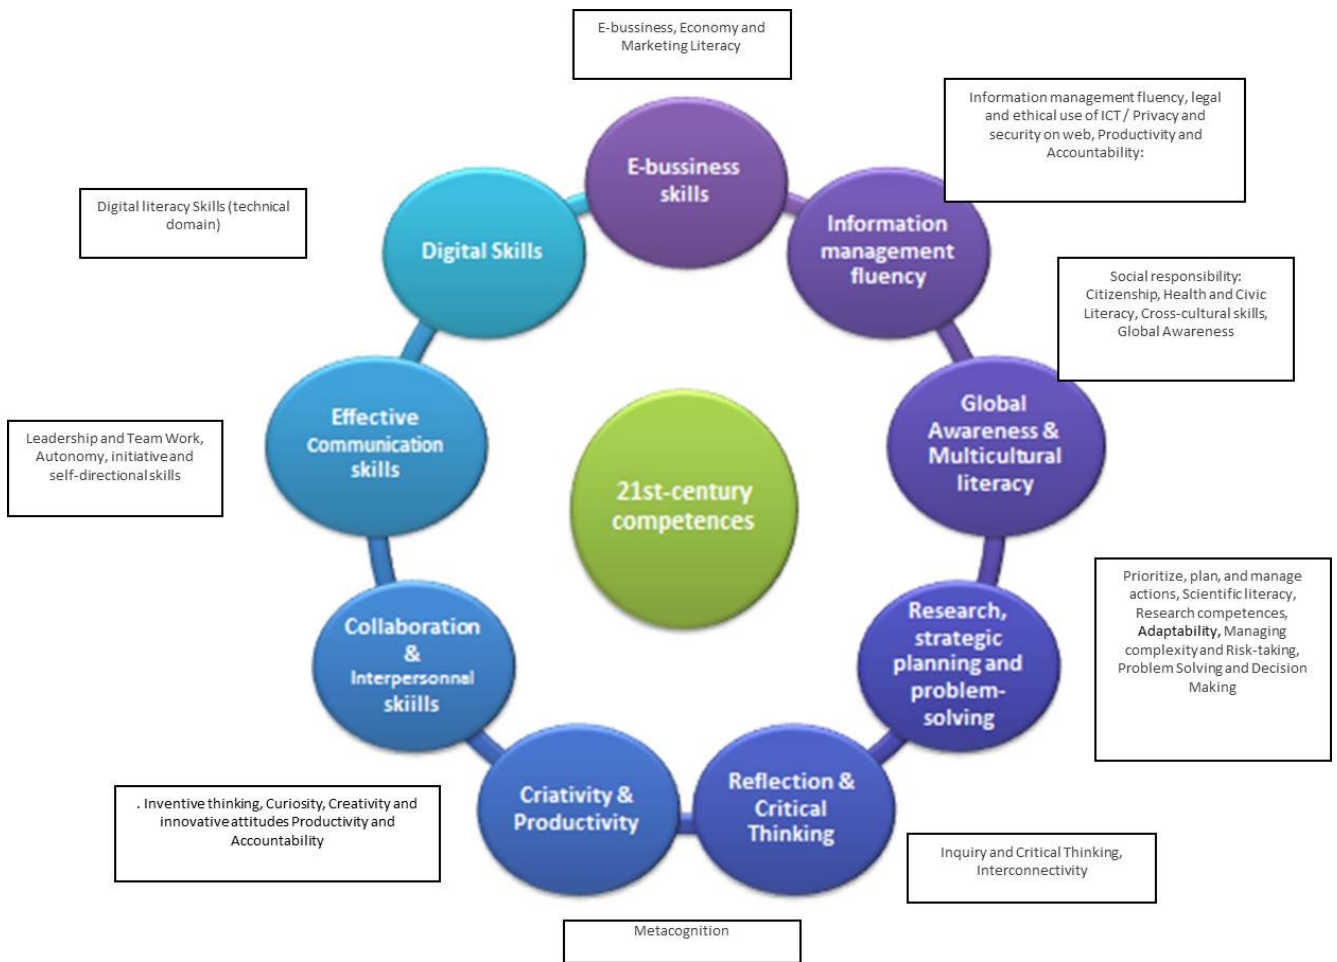 E-bussiness, Economy and
Marketing Literacy
Information management fluency, legal
and ethical use of ICT / Privacy and
security on web, Productivity and
Accountability:
E-bussiness
skills
Digital literacy Skills (technical
domain)
Digital Skills
Information
management
fluency
Social responsibility:
Citizenship, Health and Civic
Literacy, Cross-cultural skills,
Global Awareness
Effective
Communication
skills
Global
Awareness &
Multicultural
literacy
Leadership and Team Work,
Autonomy, initiative and
self-directional skills
21st-century
competences
Prioritize, plan, and manage
actions, Scientific literacy,
Research competences,
Adaptability, Managing
complexity and Risk-taking,
Problem Solving and Decision
Making
Collaboration
&
Interpersonnal
skiills
Research,
strategic
planning and
problem-
solving
Criativity &
Productivity
Reflection &
Critical
Thinking
. Inventive thinking, Curiosity, Creativity and
innovative attitudes Productivity and
Accountability
Inquiry and Critical Thinking,
Interconnectivity
Metacognition